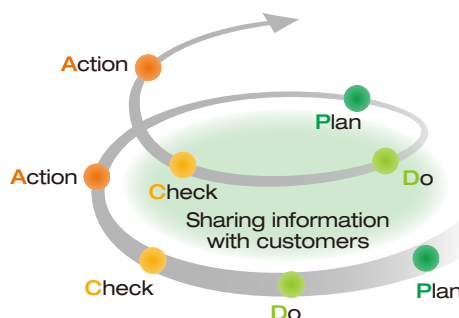 Action
Plan
Action
Check
Do
Sharing information
with customers
Check
Do
Plan